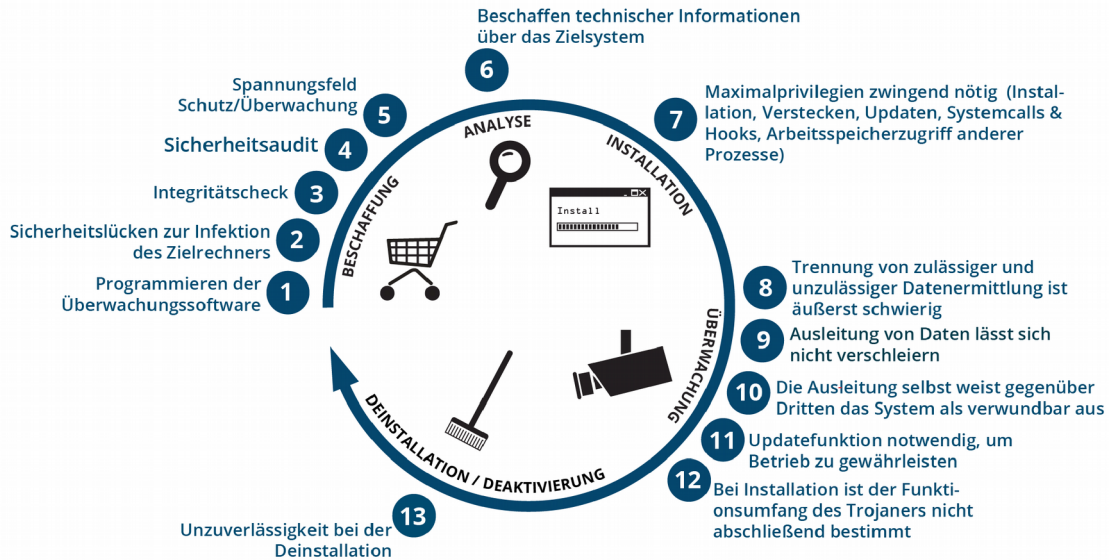 Beschaffen technischer Informationen
über das Zielsystem
6
Spannungsfeld
Schutz/Überwachung
5
Sicherheitsaudit
4
Integritätscheck
3
Sicherheitslücken zur Infektion
des Zielrechners
2
Programmieren der
Überwachungssoftware
1
BESCHAFFUNG
ANALYSE
INSTALLATION
Install
7
Maximalprivilegien zwingend nötig (Instal-
lation, Verstecken, Updaten, Systemcalls &
Hooks, Arbeitsspeicherzugriff anderer
Prozesse)
ÜBERWACHUNG
8
Trennung von zulässiger und
unzulässiger Datenermittlung ist
äußerst schwierig
9
Ausleitung von Daten lässt sich
nicht verschleiern
10
Die Ausleitung selbst weist gegenüber
Dritten das System als verwundbar aus
11
Updatefunktion notwendig, um
Betrieb zu gewährleisten
12
Bei Installation ist der Funkti-
onsumfang des Trojaners nicht
abschließend bestimmt
DEINSTALLATION / DEAKTIVIERUNG
13
Unzuverlässigkeit bei der
Deinstallation